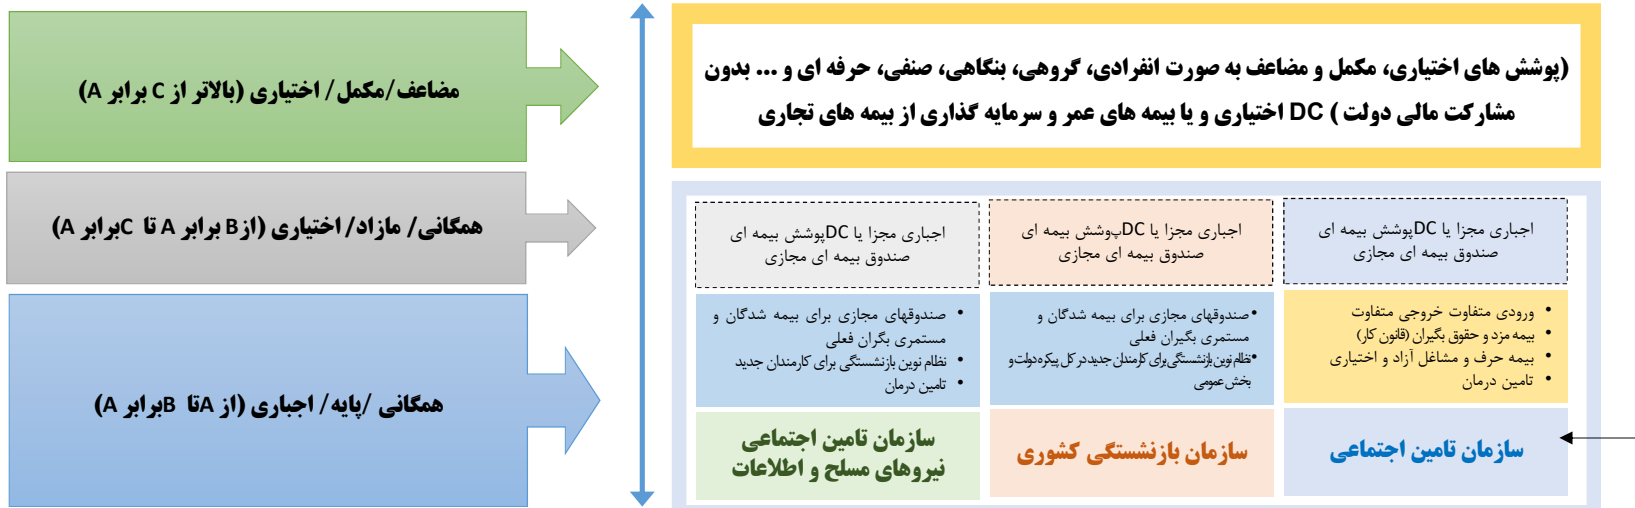 مضاعف/مکمل/ اختیاری (بالاتر از C برابر A)
همگانی/ مازاد/ اختیاری (ازB برابر A تا Cبرابر A)
همگانی /پایه/ اجباری (از Aتا Bبرابر A)
(پوشش های اختیاری، مکمل و مضاعف به صورت انفرادی، گروهی، بنگاهی، صنفی، حرفه ای و ... بدون
مشارکت مالی دولت ) DC اختیاری و یا بیمه های عمر و سرمایه گذاری از بیمه های تجاری
اجباری مجزا یا DCپوشش بیمه ای
صندوق بیمه ای مجازی
• ورودی متفاوت خروجی متفاوت
• بیمه مزد و حقوق بگیران (قانون کار)
• بیمه حرف و مشاغل آزاد و اختیاری
• تامین درمان
سازمان تامین اجتماعی
اجباری مجزا یا DCپوشش بیمه ای
صندوق بیمه ای مجازی
•صندوقهای مجازی برای بیمه شدگان و
مستمری بگیران فعلی
•نظام نوین بازنشستگی برای کارمندان جدید در کل پیکره دولت و
بخش عمومی
سازمان بازنشستگی کشوری
اجباری مجزا یا DCپوشش بیمه ای
صندوق بیمه ای مجازی
• صندوقهای مجازی برای بیمه شدگان و
مستمری بگران فعلی
• نظام نوین بازنشستگی برای کارمندان جدید
• تامین درمان
سازمان تامین اجتماعی
نیروهای مسلح و اطلاعات